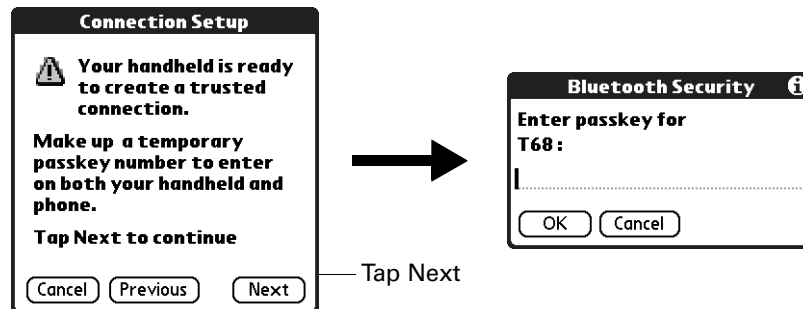 Connection Setup
Your handheld is ready
to create a trusted
connection.
Make up a temporary
passkey number to enter
on both your handheld and
phone.
Tap Next to continue
Cancel Previous Next
Tap Next
Bluetooth Security i
Enter passkey for
T68:
OK Cancel